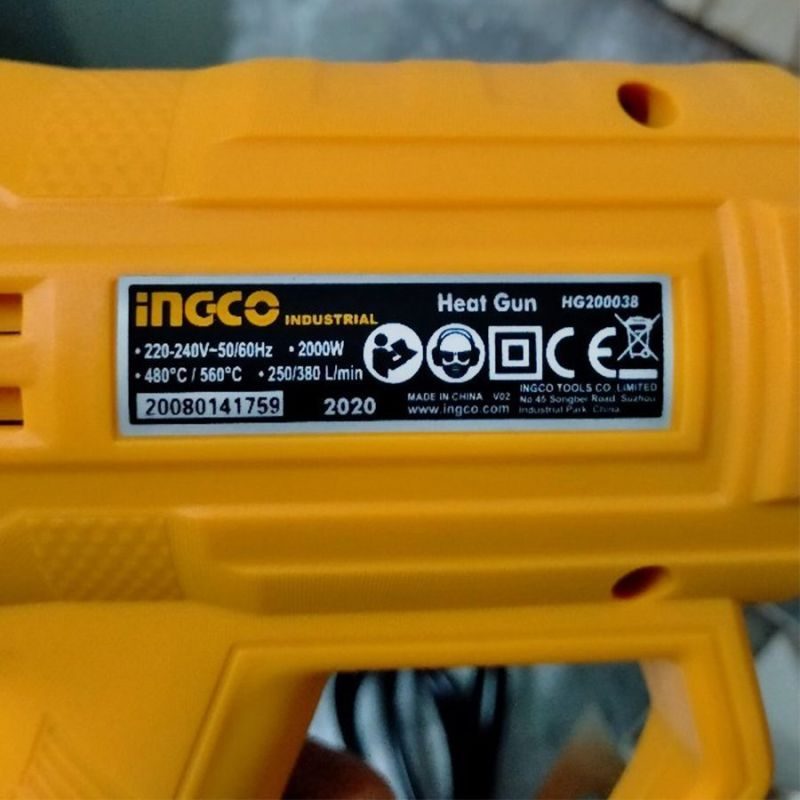 INGCO INDUSTRIAL
Heat Gun HG200038
• 220-240V~50/60Hz • 2000W
• 480°C / 560°C • 250/380 L/min
20080141759 2020
MADE IN CHINA V02
www.ingco.com
INGCO TOOLS CO. LIMITED
No 45 Songbei Road, Suzhou
Industrial Park, China.
CE